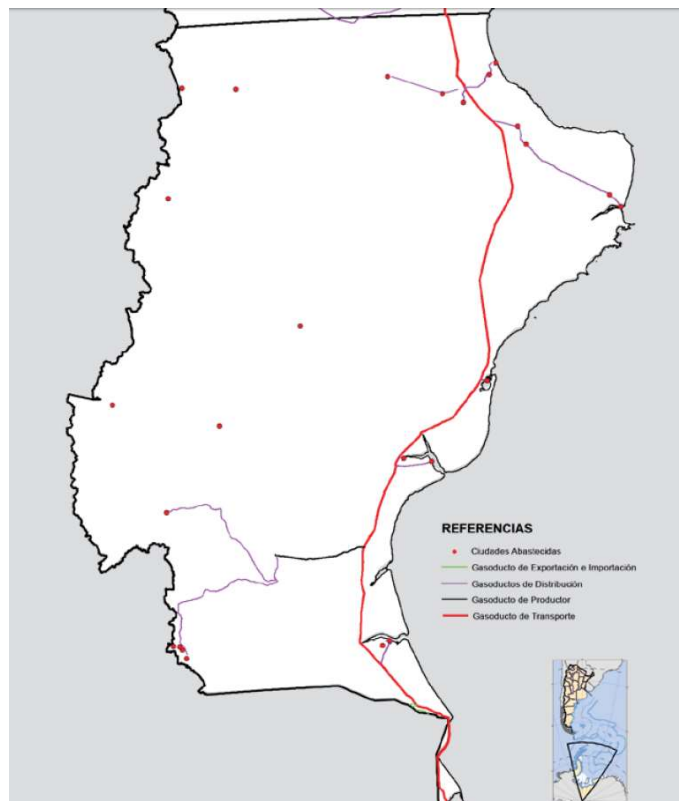 REFERENCIAS
Ciudades Abastecidas
Gasoducto de Exportación e Importación
Gasoductos de Distribución
Gasoducto de Productor
Gasoducto de Transporte